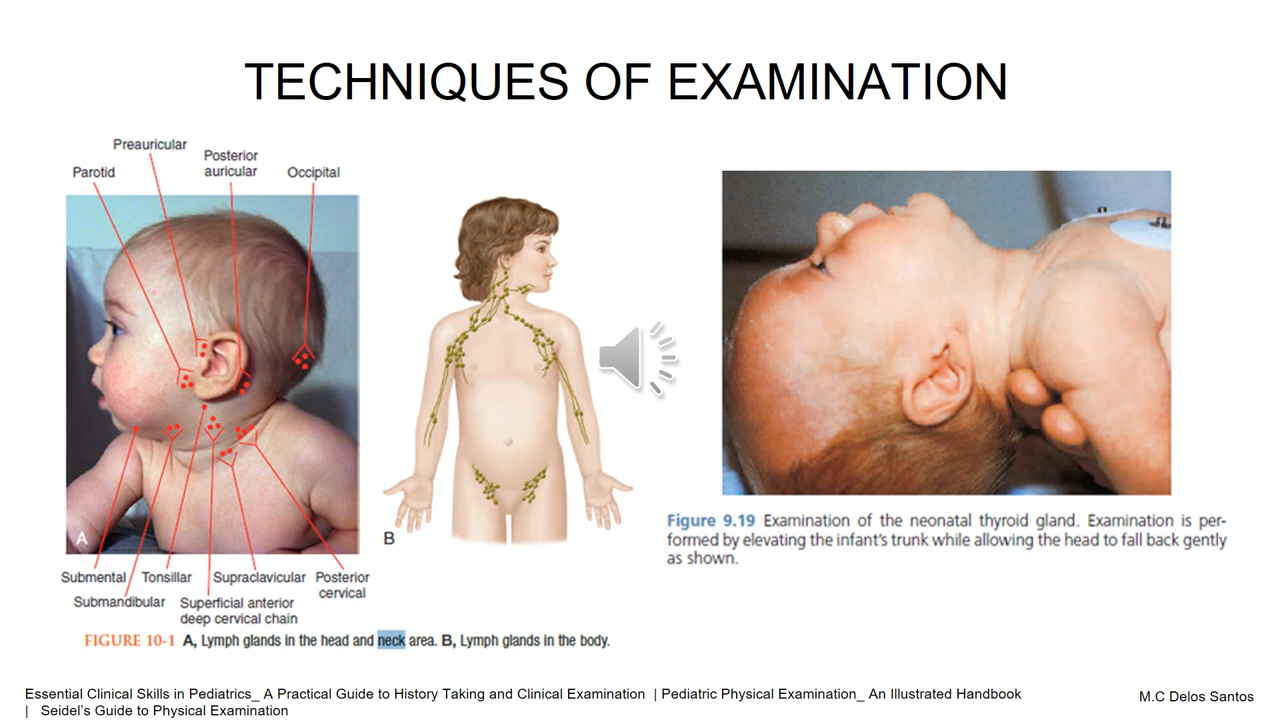 TECHNIQUES OF EXAMINATION
Preauricular
Parotid
Posterior
auricular
Occipital
A
B
Submental
Tonsillar
Supraclavicular
Posterior
cervical
Submandibular
Superficial anterior
deep cervical chain
FIGURE 10-1 A, Lymph glands in the head and neck area. B, Lymph glands in the body.
Figure 9.19 Examination of the neonatal thyroid gland. Examination is per-
formed by elevating the infant's trunk while allowing the head to fall back gently
as shown.
Essential Clinical Skills in Pediatrics_ A Practical Guide to History Taking and Clinical Examination | Pediatric Physical Examination_ An Illustrated Handbook
| Seidel's Guide to Physical Examination
M.C Delos Santos